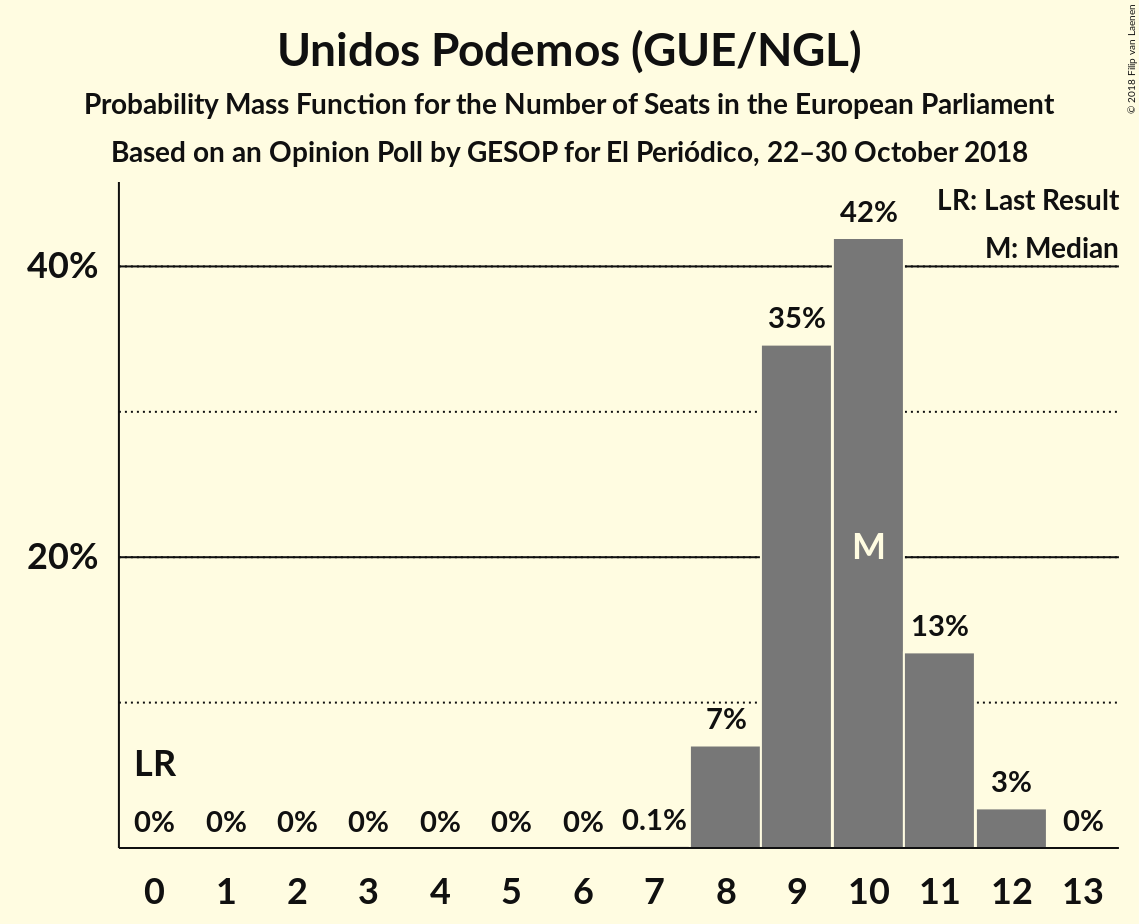 Unidos Podemos (GUE/NGL)
Probability Mass Function for the Number of Seats in the European Parliament
Based on an Opinion Poll by GESOP for El Periódico, 22–30 October 2018
© 2018 Filip van Laenen
LR: Last Result
M: Median
42%
40%
35%
M
20%
13%
7%
LR
3%
0% 0% 0% 0% 0% 0% 0% 0.1% 0%
0 1 2 3 4 5 6 7 8 9 10 11 12 13